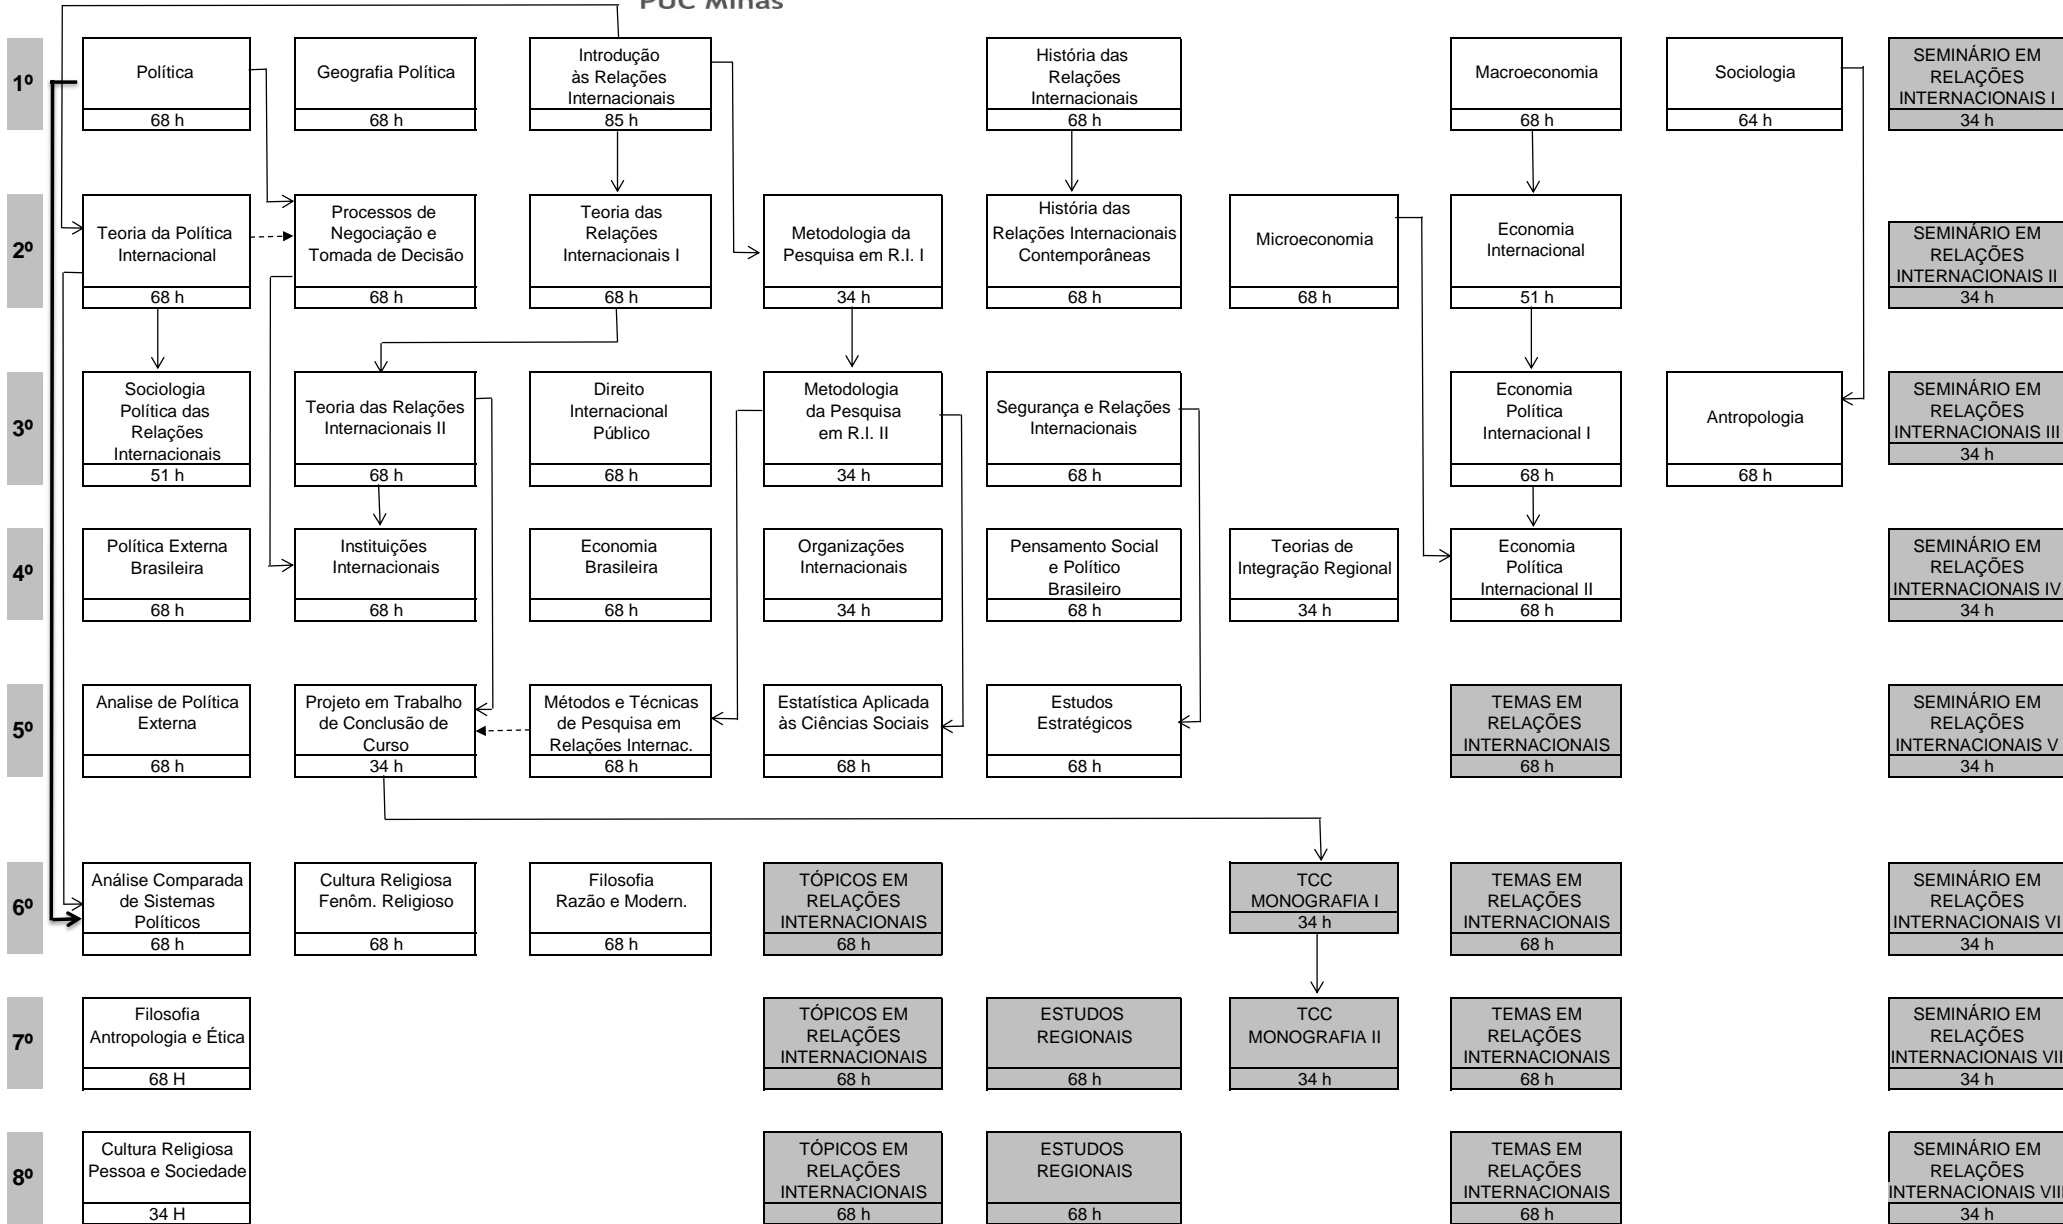 PUC Minas
1º
Política
68 h
Geografia Política
68 h
Introdução
às Relações
Internacionais
85 h
História das
Relações
Internacionais
68 h
Macroeconomia
68 h
Sociologia
64 h
SEMINÁRIO EM
RELAÇÕES
INTERNACIONAIS I
34 h
2º
Teoria da Política
Internacional
68 h
Processos de
Negociação e
Tomada de Decisão
68 h
Teoria das
Relações
Internacionais I
68 h
Metodologia da
Pesquisa em R.I. I
34 h
História das
Relações Internacionais
Contemporâneas
68 h
Microeconomia
68 h
Economia
Internacional
51 h
SEMINÁRIO EM
RELAÇÕES
INTERNACIONAIS II
34 h
3º
Sociologia
Política das
Relações
Internacionais
51 h
Teoria das Relações
Internacionais II
68 h
Direito
Internacional
Público
68 h
Metodologia
da Pesquisa
em R.I. II
34 h
Segurança e Relações
Internacionais
68 h
Economia
Política
Internacional I
68 h
Antropologia
68 h
SEMINÁRIO EM
RELAÇÕES
INTERNACIONAIS III
34 h
4º
Política Externa
Brasileira
68 h
Instituições
Internacionais
68 h
Economia
Brasileira
68 h
Organizações
Internacionais
34 h
Pensamento Social
e Político
Brasileiro
68 h
Teorias de
Integração Regional
34 h
Economia
Política
Internacional II
68 h
SEMINÁRIO EM
RELAÇÕES
INTERNACIONAIS IV
34 h
5º
Analise de Política
Externa
68 h
Projeto em Trabalho
de Conclusão de
Curso
34 h
Métodos e Técnicas
de Pesquisa em
Relações Internac.
68 h
Estatística Aplicada
às Ciências Sociais
68 h
Estudos
Estratégicos
68 h
TEMAS EM
RELAÇÕES
INTERNACIONAIS
68 h
SEMINÁRIO EM
RELAÇÕES
INTERNACIONAIS V
34 h
6º
Análise Comparada
de Sistemas
Políticos
68 h
Cultura Religiosa
Fenôm. Religioso
68 h
Filosofia
Razão e Modern.
68 h
TÓPICOS EM
RELAÇÕES
INTERNACIONAIS
68 h
TCC
MONOGRAFIA I
34 h
TEMAS EM
RELAÇÕES
INTERNACIONAIS
68 h
SEMINÁRIO EM
RELAÇÕES
INTERNACIONAIS VI
34 h
7º
Filosofia
Antropologia e Ética
68 H
TÓPICOS EM
RELAÇÕES
INTERNACIONAIS
68 h
ESTUDOS
REGIONAIS
68 h
TCC
MONOGRAFIA II
34 h
TEMAS EM
RELAÇÕES
INTERNACIONAIS
68 h
SEMINÁRIO EM
RELAÇÕES
INTERNACIONAIS VII
34 h
8º
Cultura Religiosa
Pessoa e Sociedade
34 H
TÓPICOS EM
RELAÇÕES
INTERNACIONAIS
68 h
ESTUDOS
REGIONAIS
68 h
TEMAS EM
RELAÇÕES
INTERNACIONAIS
68 h
SEMINÁRIO EM
RELAÇÕES
INTERNACIONAIS VIII
34 h